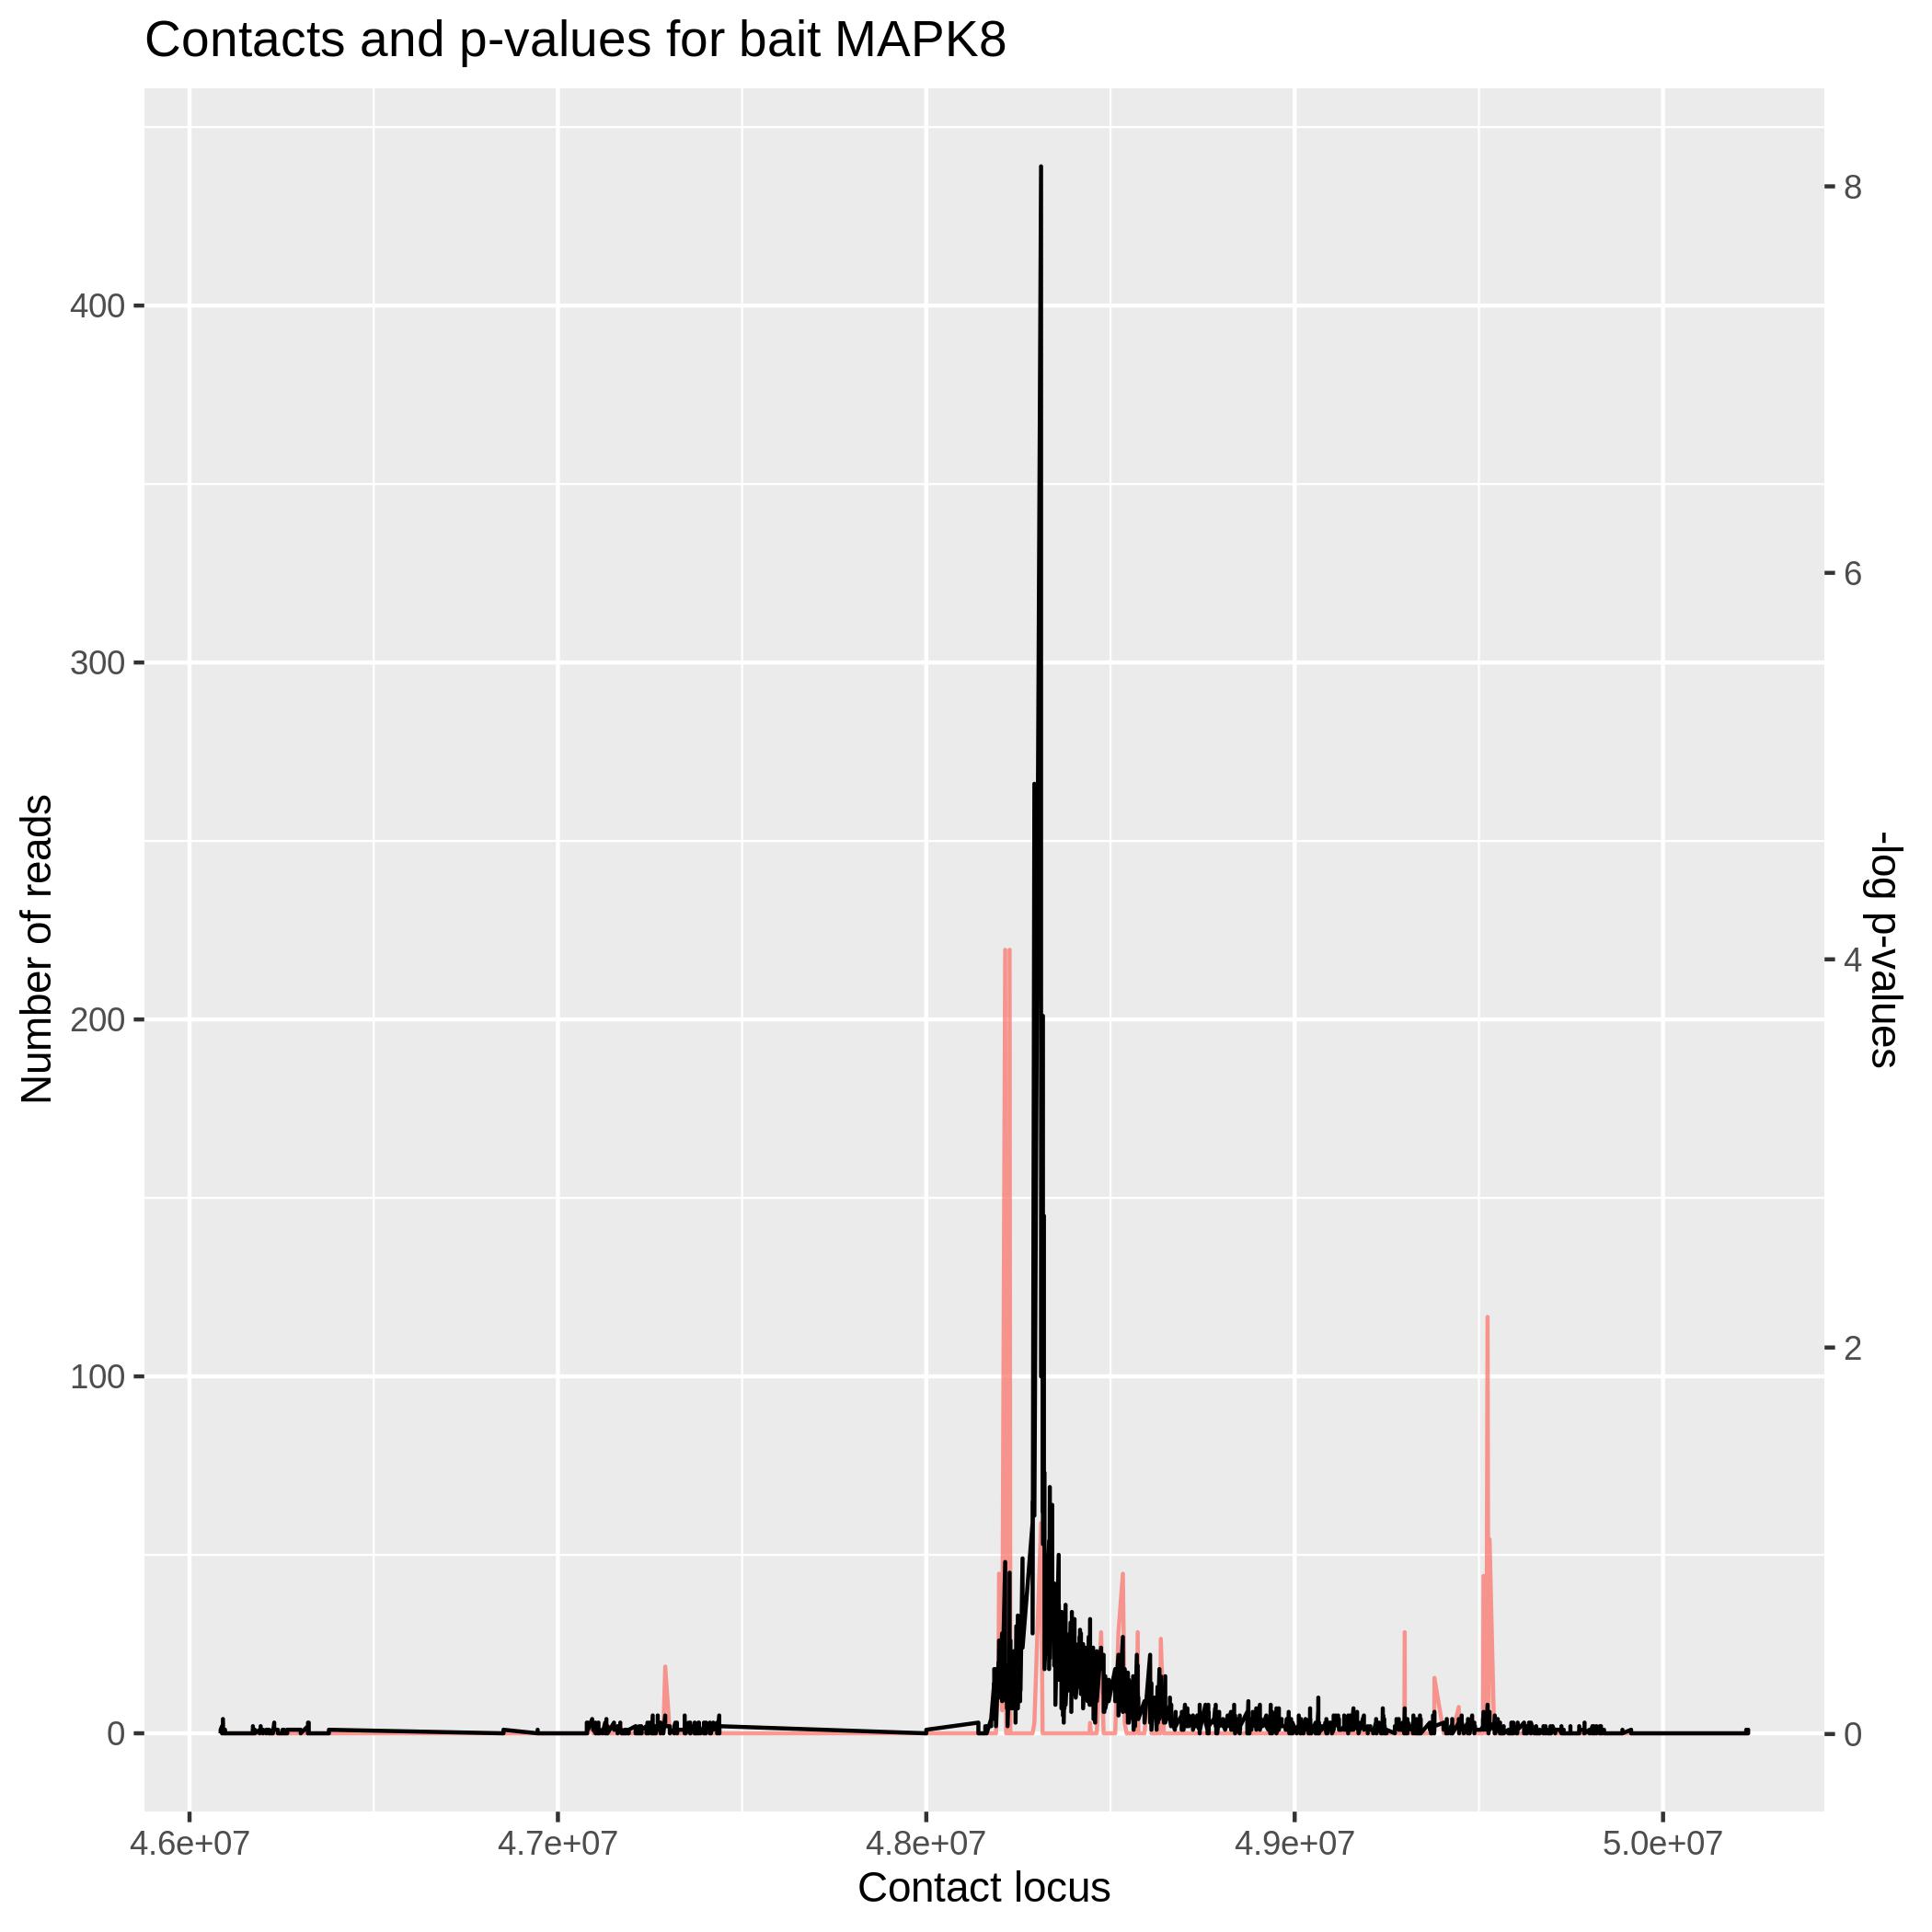 Contacts and p-values for bait MAPK8
Number of reads
400
300
200
100
0
8
6
4
2
0
-log p-values
4.6e+07
4.7e+07
4.8e+07
4.9e+07
5.0e+07
Contact locus